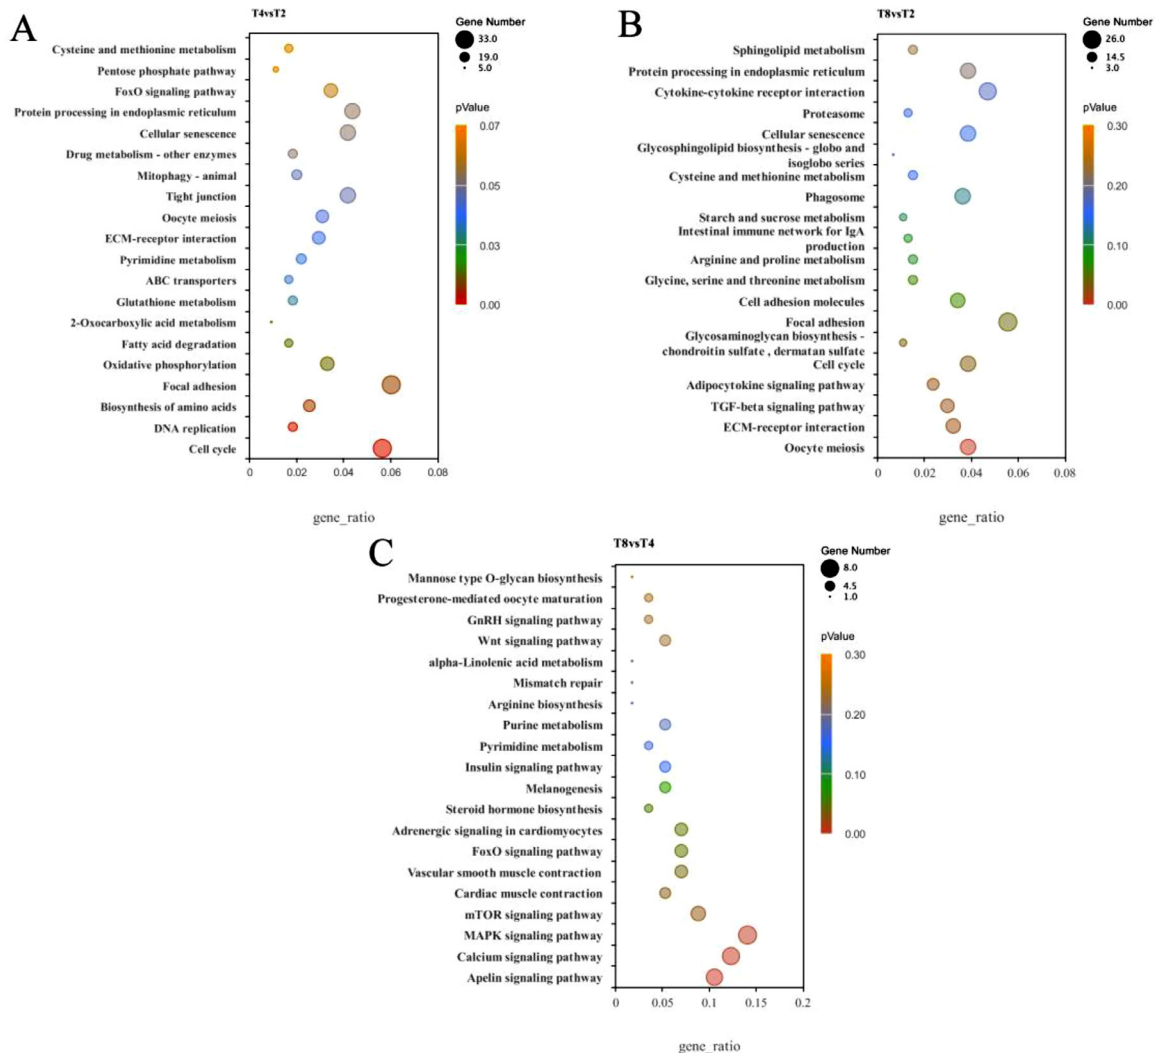 A
T4vsT2
Cysteine and methionine metabolism
Pentose phosphate pathway
FoxO signaling pathway
Protein processing in endoplasmic reticulum
Cellular senescence
Drug metabolism - other enzymes
Mitophagy - animal
Tight junction
Oocyte meiosis
ECM-receptor interaction
Pyrimidine metabolism
ABC transporters
Glutathione metabolism
2-Oxocarboxylic acid metabolism
Fatty acid degradation
Oxidative phosphorylation
Focal adhesion
Biosynthesis of amino acids
DNA replication
Cell cycle
0 0.02 0.04 0.06 0.08
gene_ratio
Gene Number
33.0
19.0
5.0
pValue
0.07
0.05
0.03
0.00
B
T8vsT2
Sphingolipid metabolism
Protein processing in endoplasmic reticulum
Cytokine-cytokine receptor interaction
Proteasome
Cellular senescence
Glycosphingolipid biosynthesis - globo and
isoglobo series
Cysteine and methionine metabolism
Phagosome
Starch and sucrose metabolism
Intestinal immune network for IgA
production
Arginine and proline metabolism
Glycine, serine and threonine metabolism
Cell adhesion molecules
Focal adhesion
Glycosaminoglycan biosynthesis -
chondroitin sulfate , dermatan sulfate
Cell cycle
Adipocytokine signaling pathway
TGF-beta signaling pathway
ECM-receptor interaction
Oocyte meiosis
0 0.02 0.04 0.06 0.08
gene_ratio
Gene Number
26.0
14.5
3.0
pValue
0.30
0.20
0.10
0.00
C
T8vsT4
Mannose type O-glycan biosynthesis
Progesterone-mediated oocyte maturation
GnRH signaling pathway
Wnt signaling pathway
alpha-Linolenic acid metabolism
Mismatch repair
Arginine biosynthesis
Purine metabolism
Pyrimidine metabolism
Insulin signaling pathway
Melanogenesis
Steroid hormone biosynthesis
Adrenergic signaling in cardiomyocytes
FoxO signaling pathway
Vascular smooth muscle contraction
Cardiac muscle contraction
mTOR signaling pathway
MAPK signaling pathway
Calcium signaling pathway
Apelin signaling pathway
0 0.05 0.1 0.15 0.2
gene_ratio
Gene Number
8.0
4.5
1.0
pValue
0.30
0.20
0.10
0.00